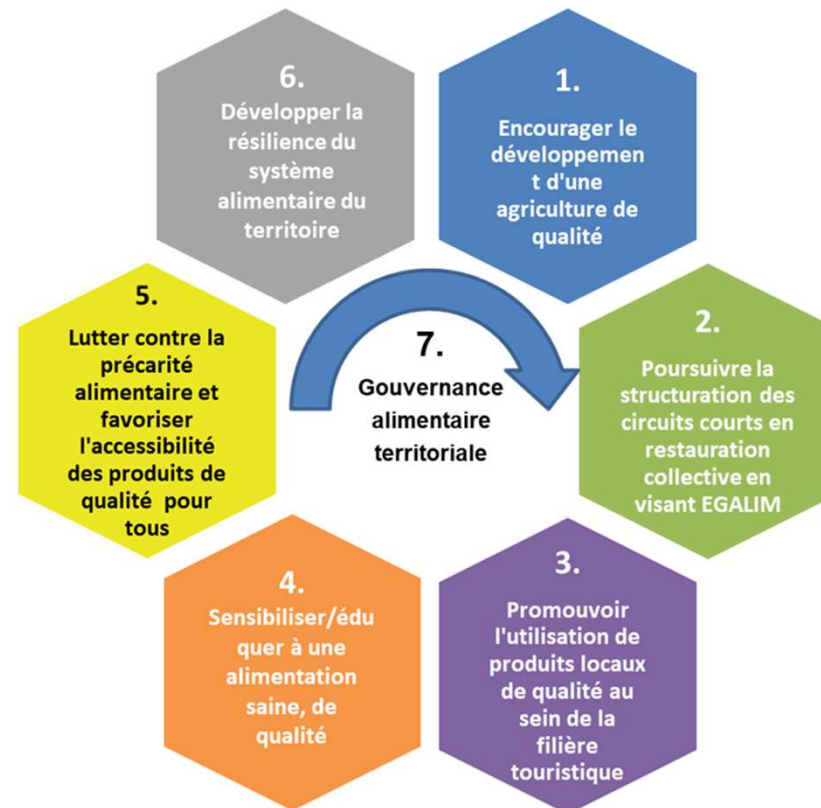 6.
Développer la
résilience du
système
alimentaire du
territoire
1.
Encourager le
développemen
t d'une
agriculture de
qualité
5.
Lutter contre la
précarité
alimentaire et
favoriser
l'accessibilité
des produits de
qualité pour
tous
7.
Gouvernance
alimentaire
territoriale
2.
Poursuivre la
structuration des
circuits courts en
restauration
collective en
visant EGALIM
4.
Sensibiliser/édu
quer à une
alimentation
saine, de
qualité
3.
Promouvoir
l'utilisation de
produits locaux
de qualité au
sein de la
filière
touristique